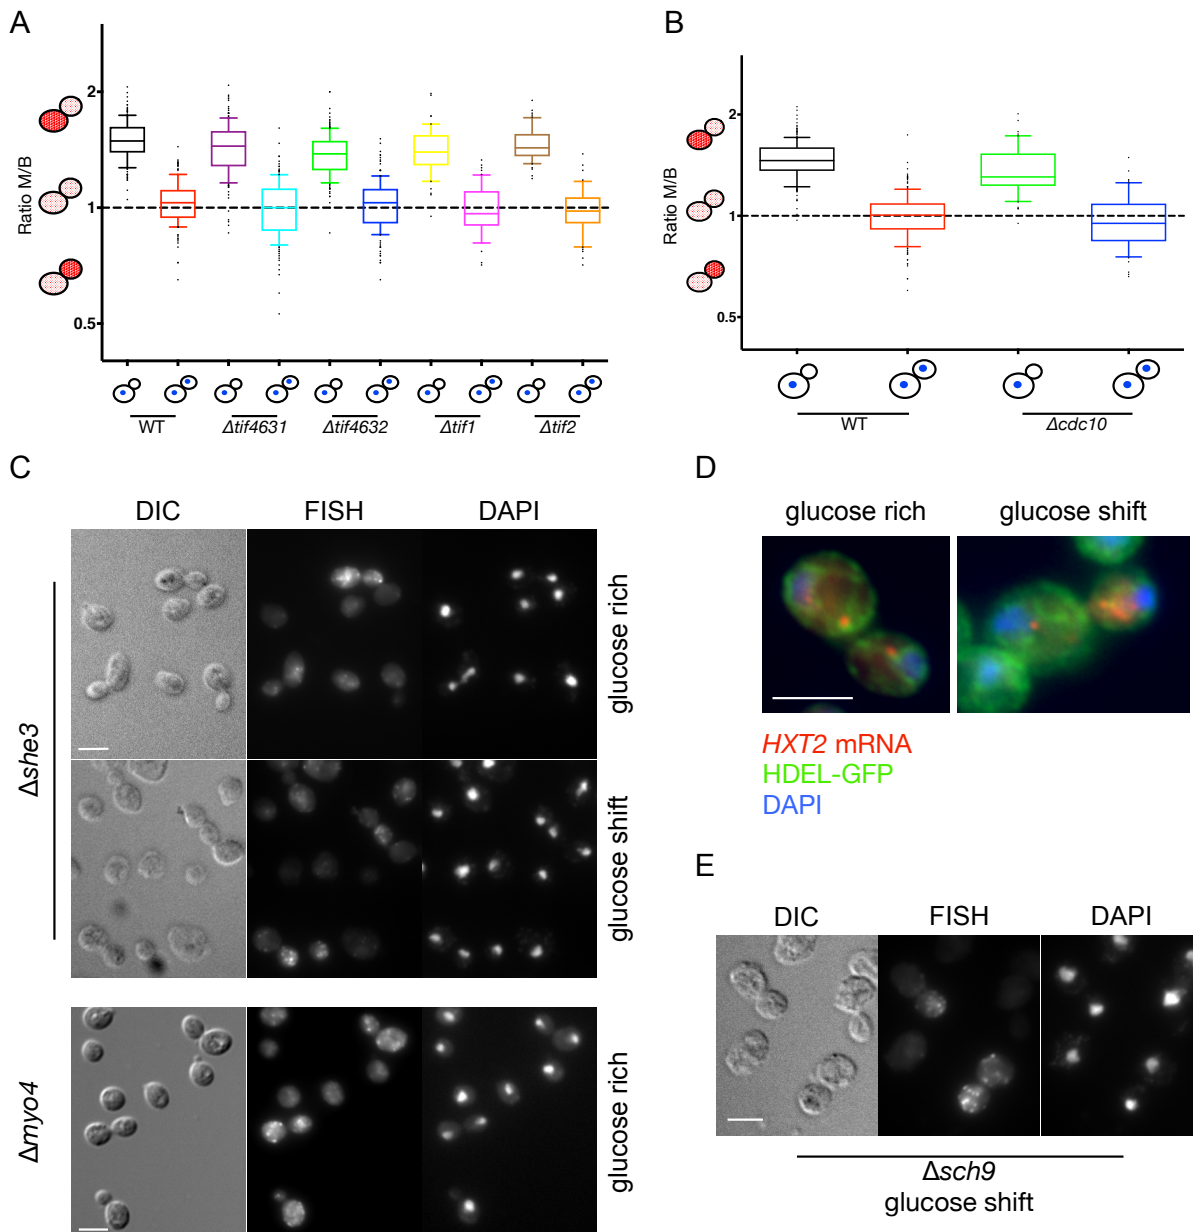 A
Ratio M/B
2
1
0.5
WT
Δtif4631
Δtif4632
Δtif1
Δtif2
B
Ratio M/B
2
1
0.5
WT
Δcdc10
C
DIC
FISH
DAPI
Δshe3
glucose rich
glucose shift
Δmyo4
glucose rich
D
glucose rich
glucose shift
HXT2 mRNA
HDEL-GFP
DAPI
E
DIC
FISH
DAPI
Δsch9
glucose shift